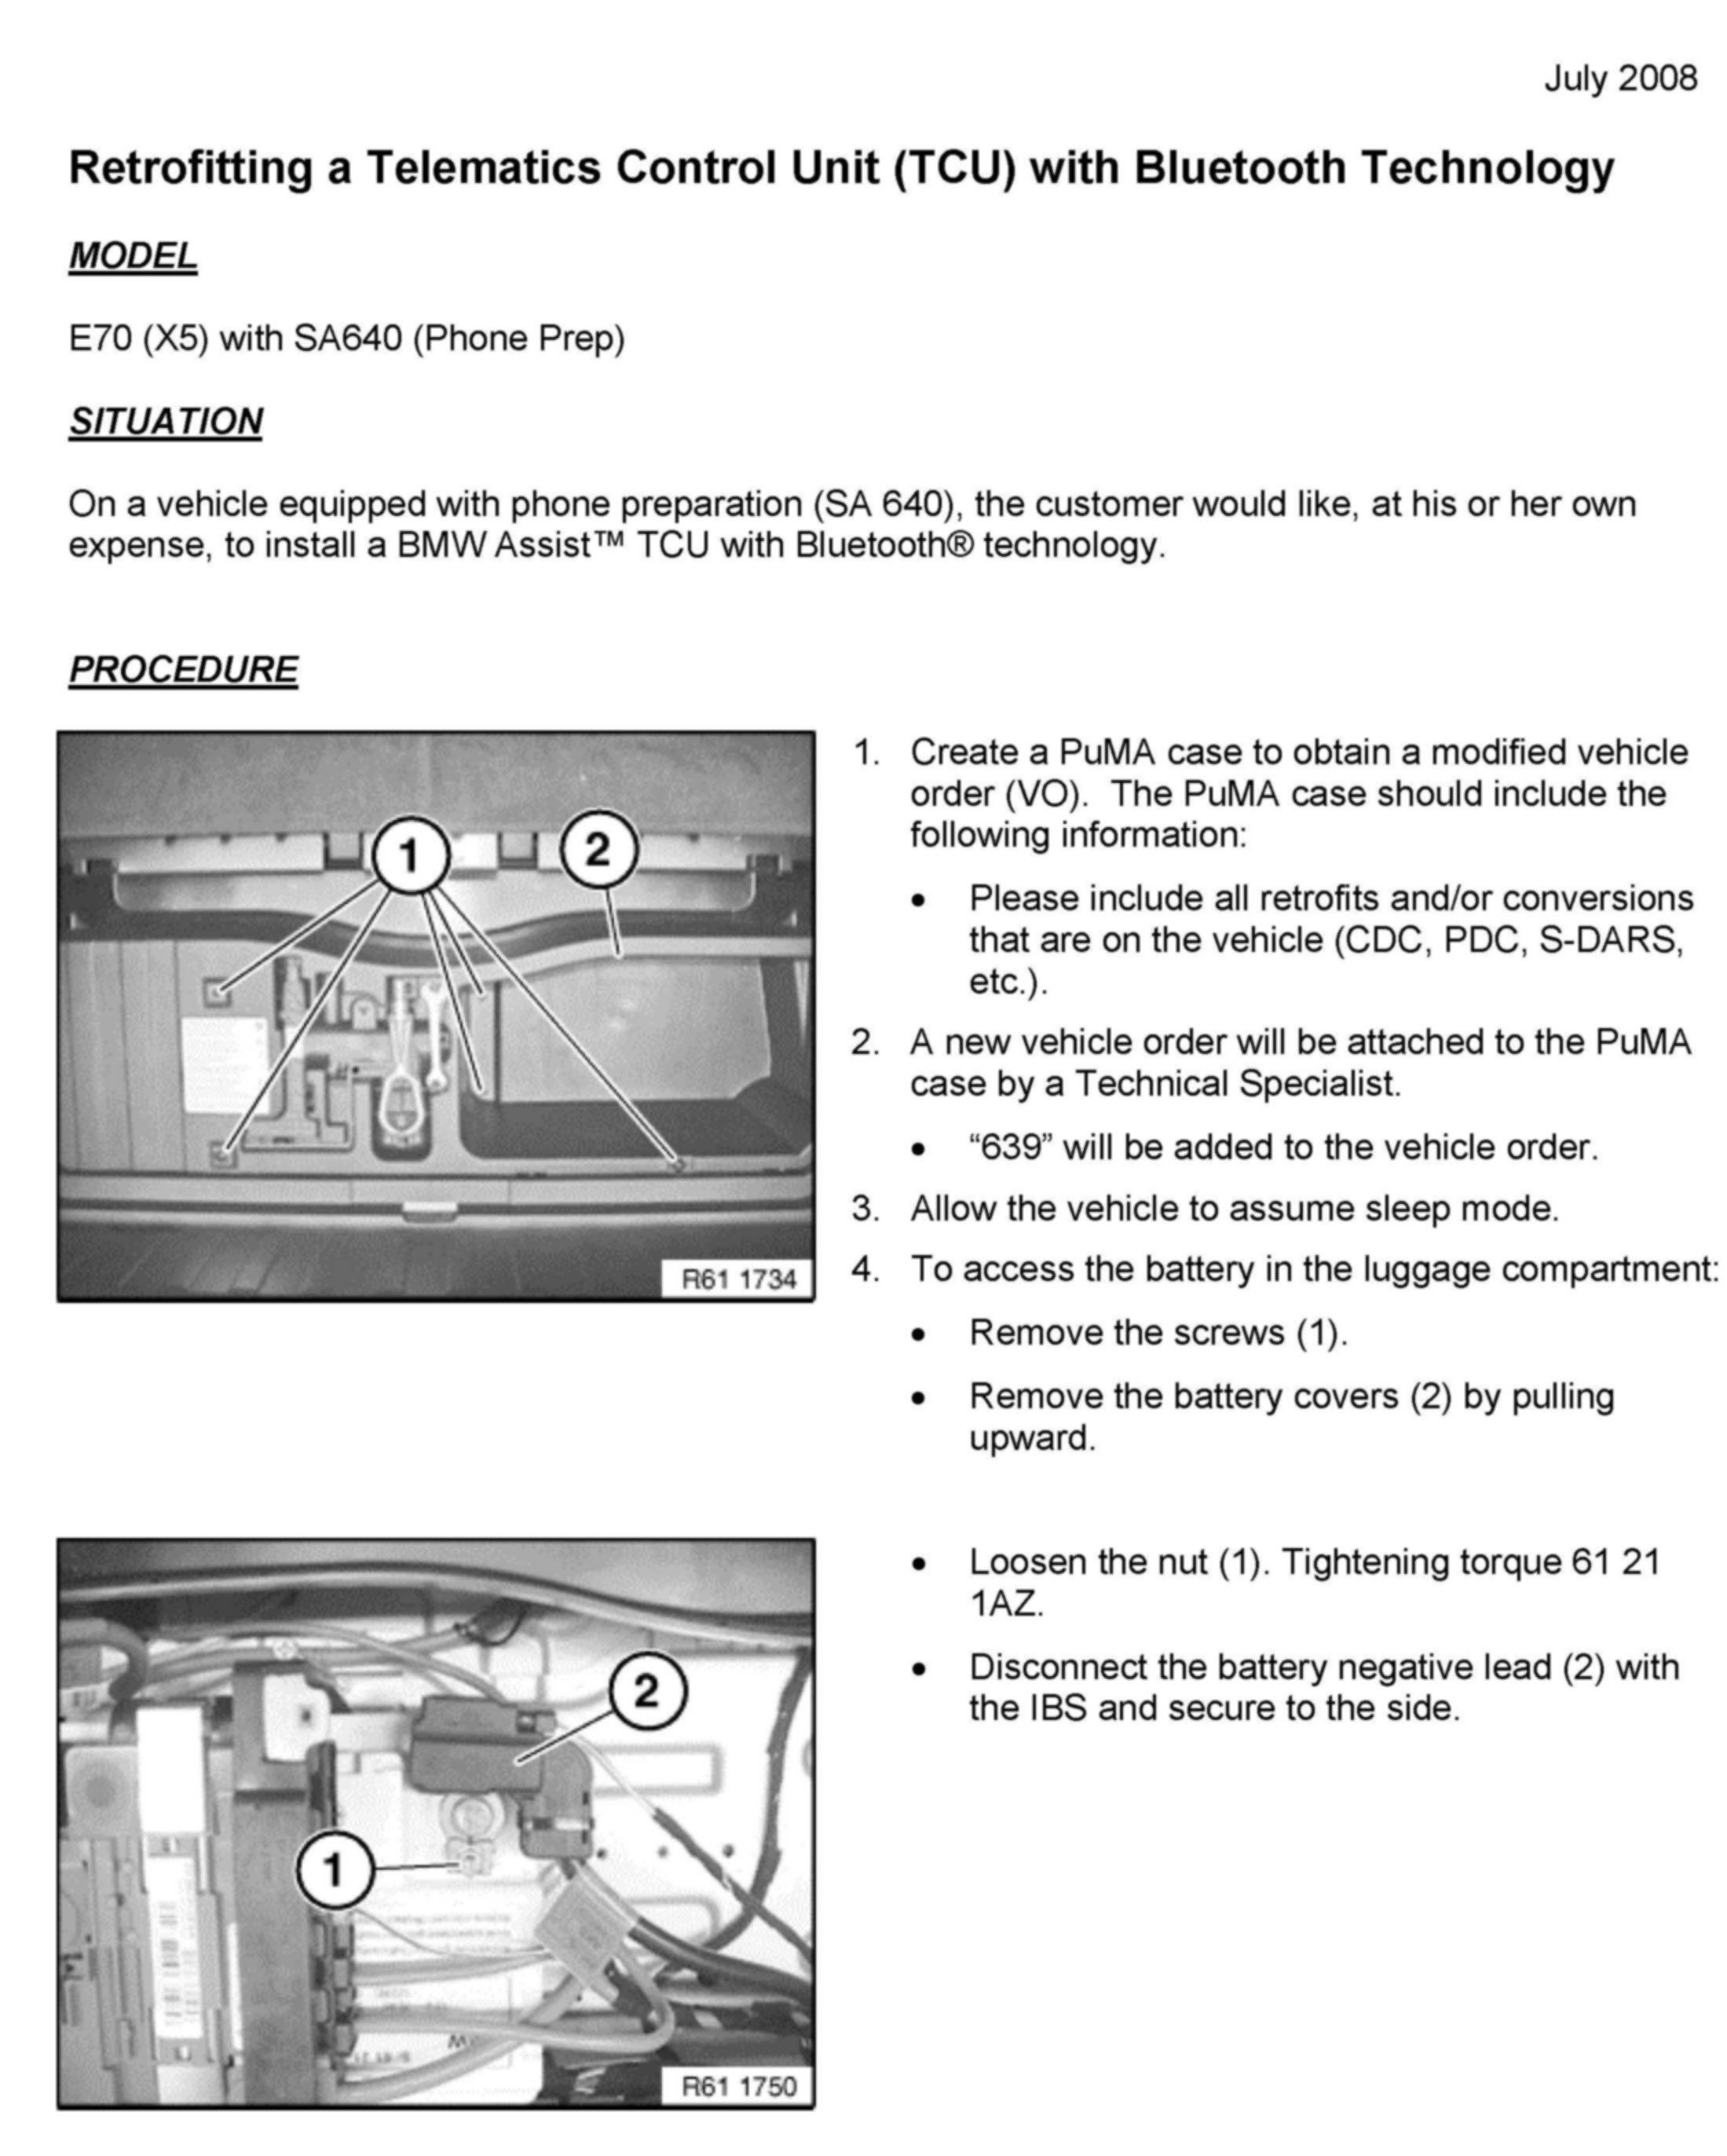 July 2008
Retrofitting a Telematics Control Unit (TCU) with Bluetooth Technology
MODEL
E70 (X5) with SA640 (Phone Prep)
SITUATION
On a vehicle equipped with phone preparation (SA 640), the customer would like, at his or her own
expense, to install a BMW Assist™ TCU with Bluetooth® technology.
PROCEDURE
1
2
R61 1734
1. Create a PuMA case to obtain a modified vehicle
order (VO). The PuMA case should include the
following information:
• Please include all retrofits and/or conversions
that are on the vehicle (CDC, PDC, S-DARS,
etc.).
2. A new vehicle order will be attached to the PuMA
case by a Technical Specialist.
• “639” will be added to the vehicle order.
3. Allow the vehicle to assume sleep mode.
4. To access the battery in the luggage compartment:
• Remove the screws (1).
• Remove the battery covers (2) by pulling
upward.
2
1
R61 1750
• Loosen the nut (1). Tightening torque 61 21
1AZ.
• Disconnect the battery negative lead (2) with
the IBS and secure to the side.